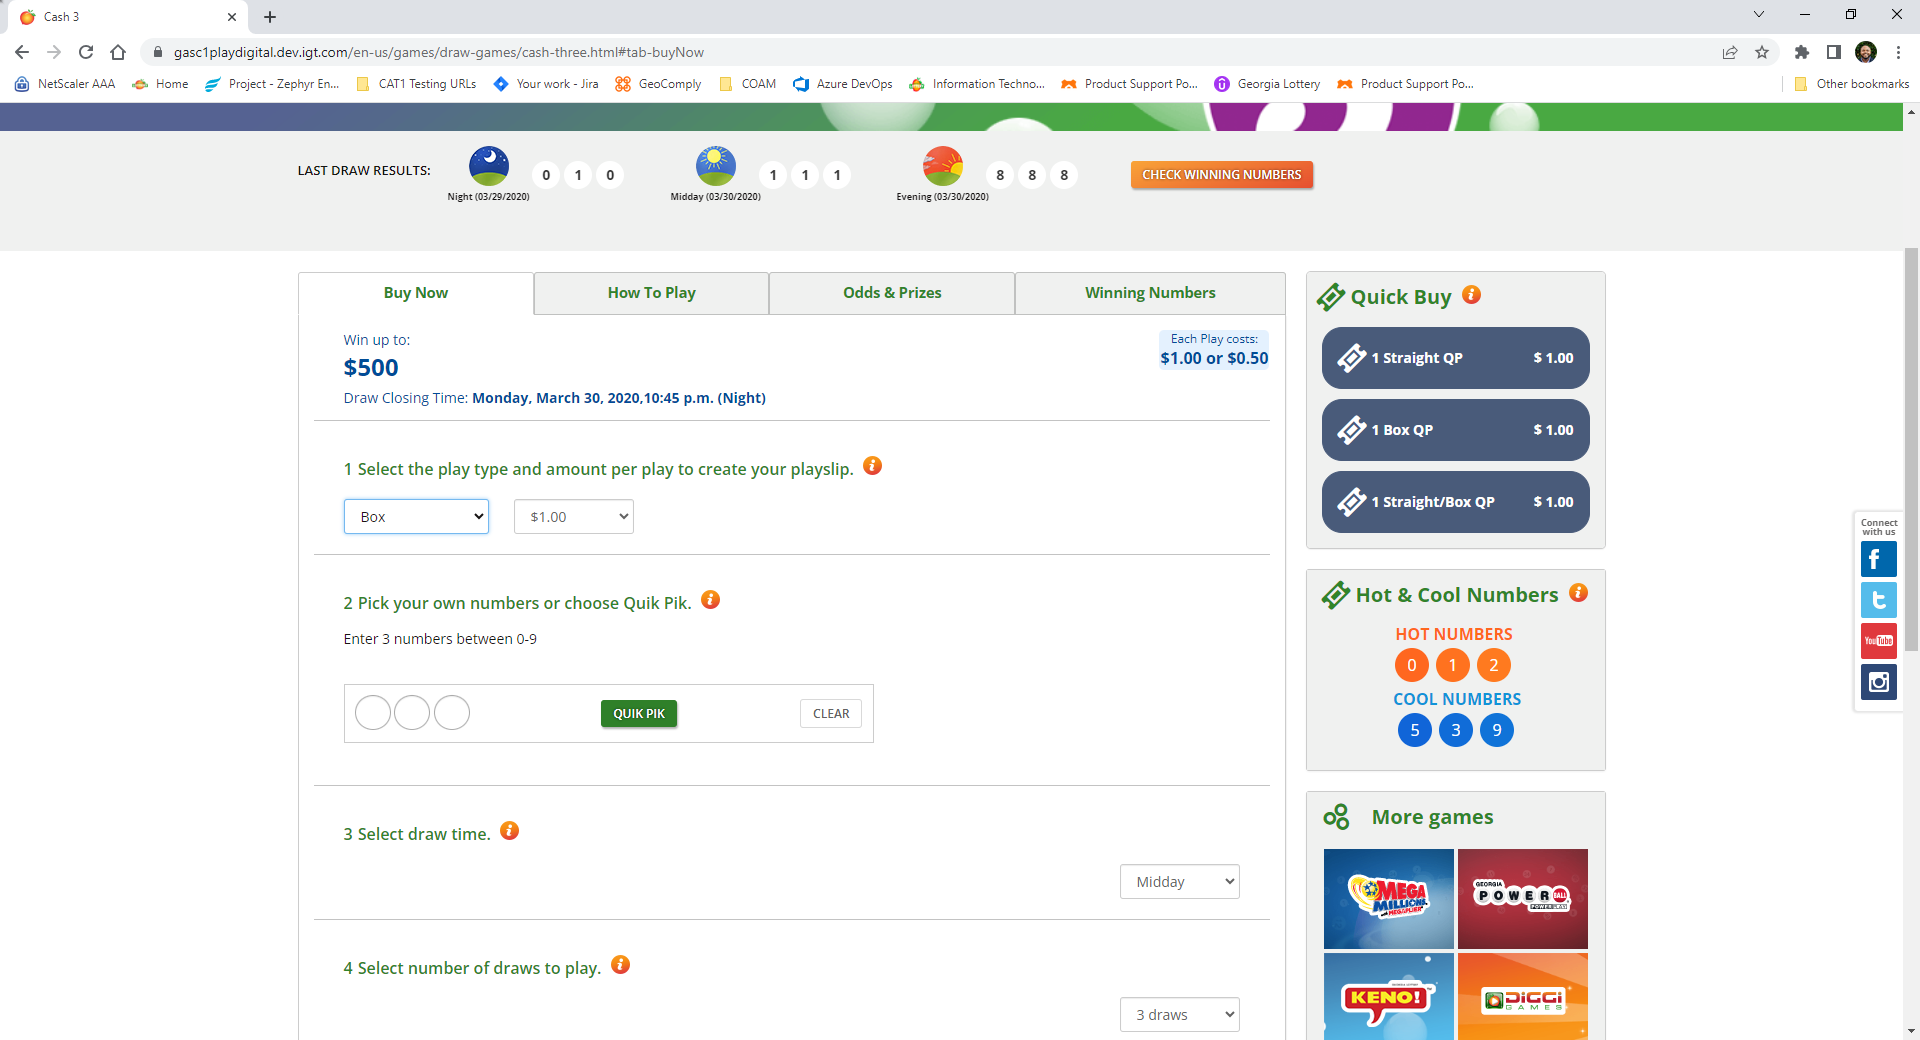 Cash 3
gasc1playdigital.dev.igt.com/en-us/games/draw-games/cash-three.html#tab-buyNow
NetScaler AAA Home Project - Zephyr En... CAT1 Testing URLs Your work - Jira GeoComply COAM Azure DevOps Information Techno... Product Support Po... Georgia Lottery Product Support Po... Other bookmarks
LAST DRAW RESULTS:
0 1 0
Night (03/29/2020)
1 1 1
Midday (03/30/2020)
8 8 8
Evening (03/30/2020)
CHECK WINNING NUMBERS
Buy Now How To Play Odds & Prizes Winning Numbers
Win up to:
$500
Draw Closing Time: Monday, March 30, 2020,10:45 p.m. (Night)
Each Play costs:
$1.00 or $0.50
1 Select the play type and amount per play to create your playslip.
Box $1.00
2 Pick your own numbers or choose Quik Pik.
Enter 3 numbers between 0-9
QUIK PIK CLEAR
3 Select draw time.
Midday
4 Select number of draws to play.
3 draws
Quick Buy
1 Straight QP $ 1.00
1 Box QP $ 1.00
1 Straight/Box QP $ 1.00
Hot & Cool Numbers
HOT NUMBERS
0 1 2
COOL NUMBERS
5 3 9
More games
MEGA
MILLIONS
MEGAPLIER
GEORGIA
POWERBALL
POWERPLAY
KENO!
DiGGi
GAMES
Connect
with us
YouTube